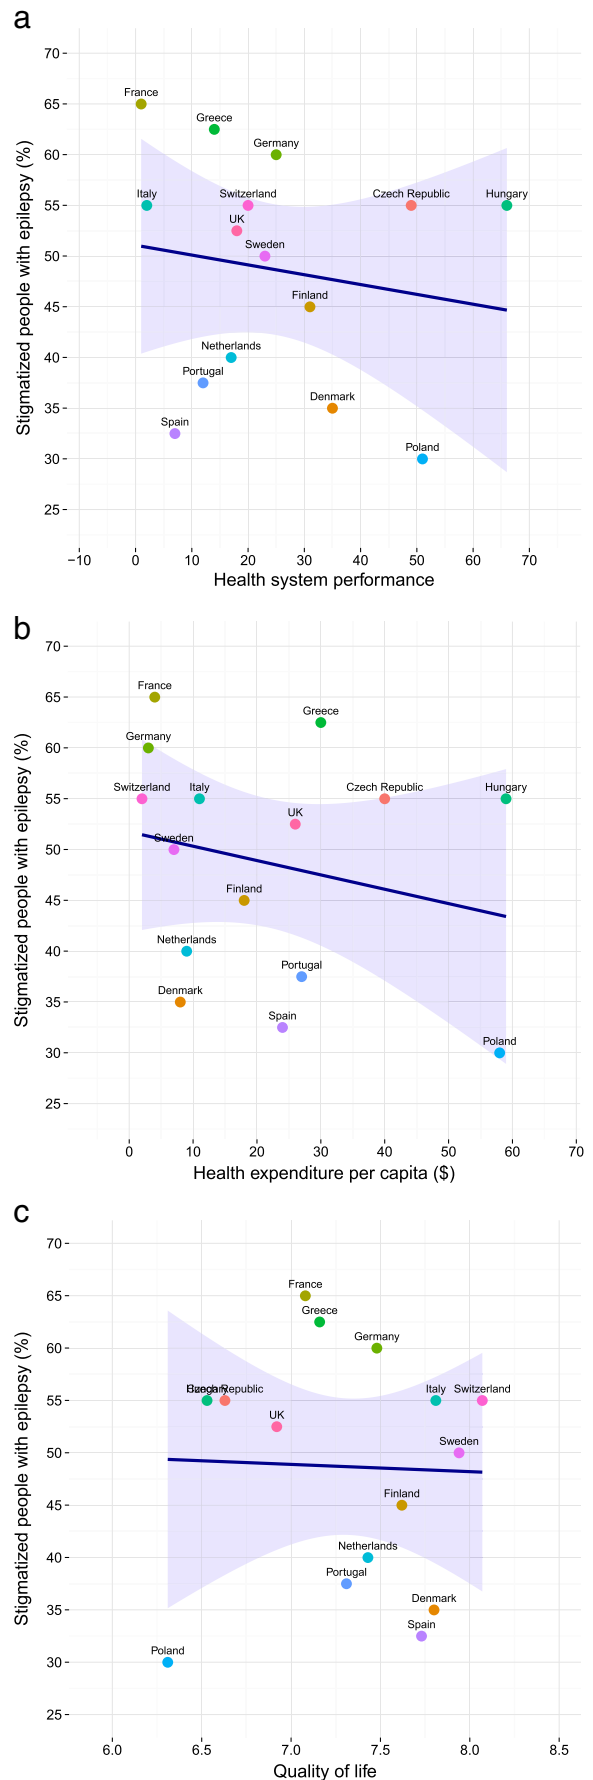 a
70
65
60
55
50
45
40
35
30
25
Stigmatized people with epilepsy (%)
France
Greece
Germany
Italy
Switzerland
Czech Republic
Hungary
UK
Sweden
Finland
Netherlands
Portugal
Denmark
Spain
Poland
−10 0 10 20 30 40 50 60 70
Health system performance
b
70
65
60
55
50
45
40
35
30
25
Stigmatized people with epilepsy (%)
France
Greece
Germany
Switzerland
Italy
Czech Republic
Hungary
UK
Sweden
Finland
Netherlands
Portugal
Denmark
Spain
Poland
0 10 20 30 40 50 60 70
Health expenditure per capita ($)
c
70
65
60
55
50
45
40
35
30
25
Stigmatized people with epilepsy (%)
France
Greece
Germany
Hungary
Czech Republic
Italy
Switzerland
UK
Sweden
Finland
Netherlands
Portugal
Denmark
Spain
Poland
6.0 6.5 7.0 7.5 8.0 8.5
Quality of life